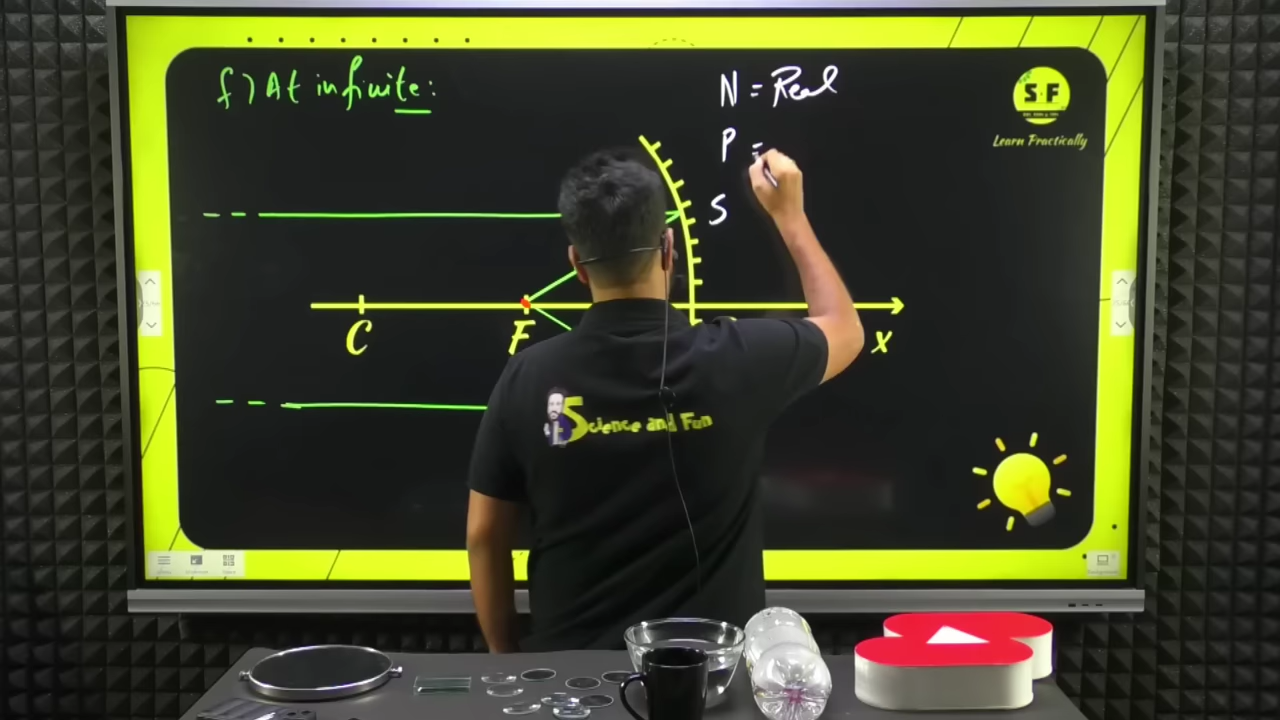 f) At infinite:
N = Real
P =
S
S F
Learn Practically
C
F
x
Science and Fun